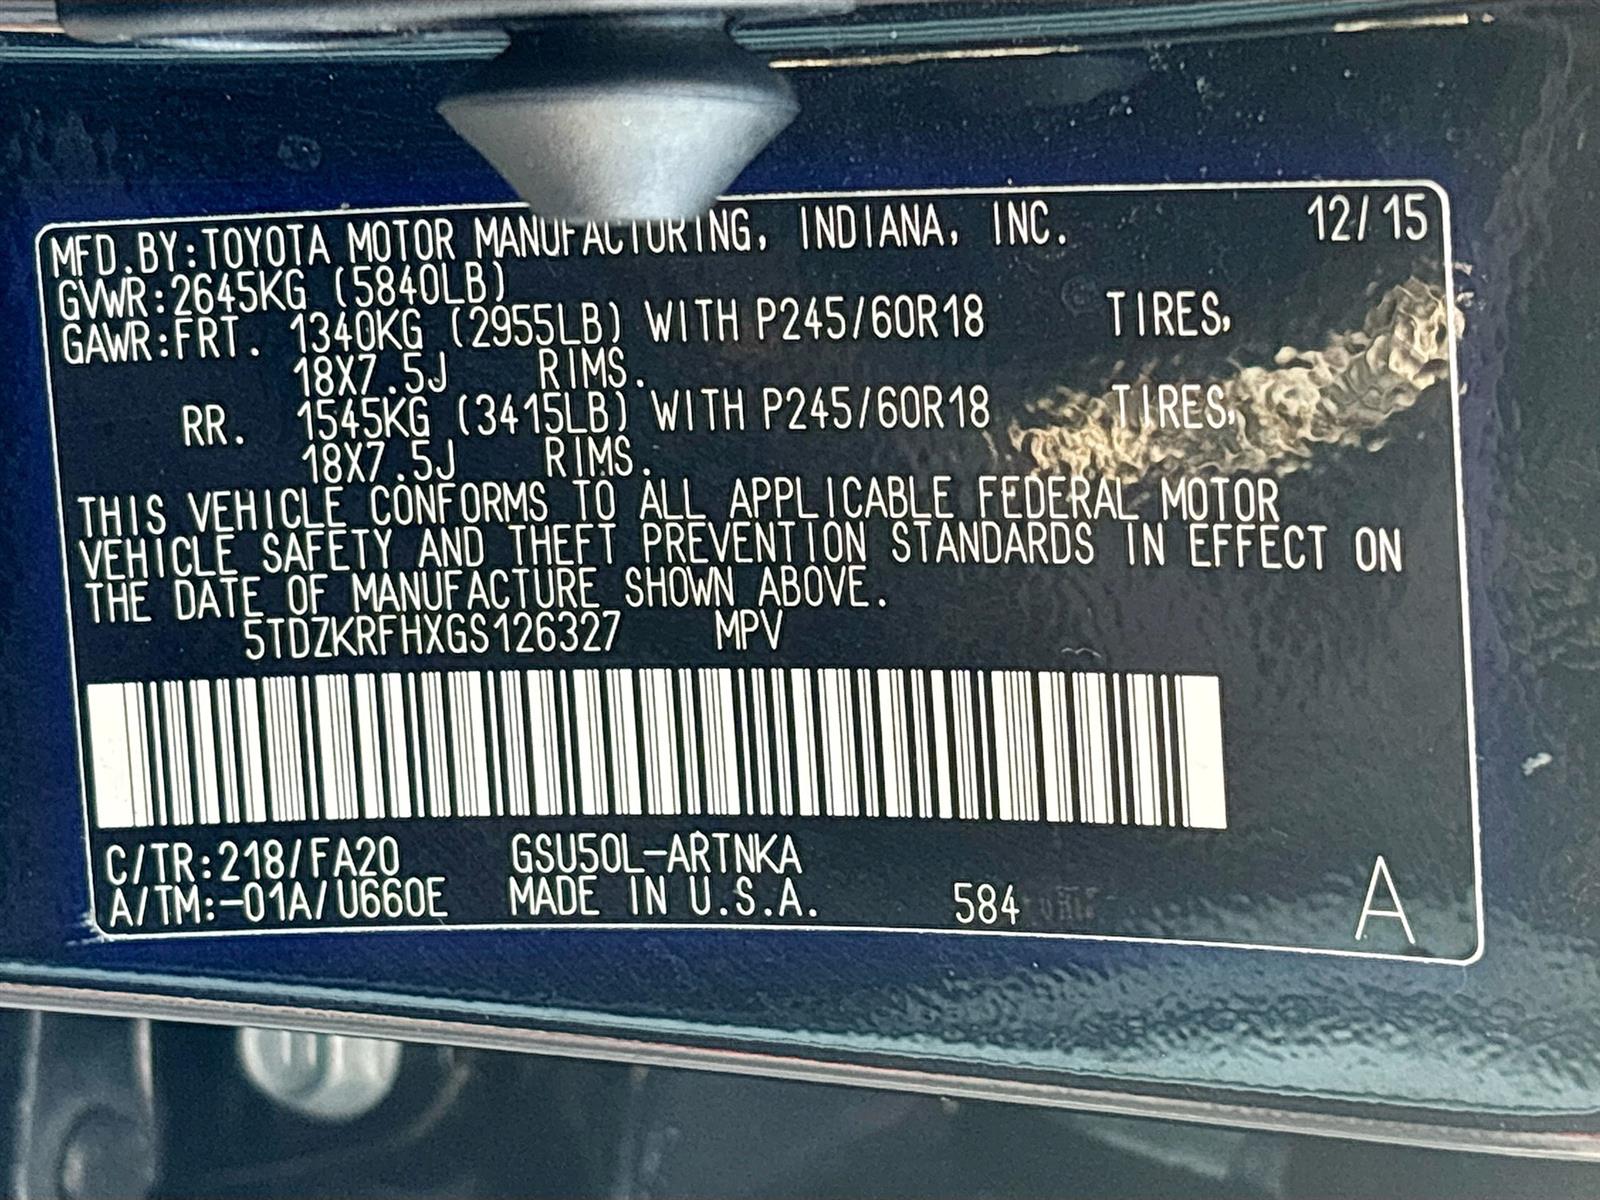 MFD.BY:TOYOTA MOTOR MANUFACTURING, INDIANA, INC. 12/15
GVWR:2645KG (5840LB)
GAWR:FRT. 1340KG (2955LB) WITH P245/60R18 TIRES,
18X7.5J RIMS.
RR. 1545KG (3415LB) WITH P245/60R18 TIRES,
18X7.5J RIMS.
THIS VEHICLE CONFORMS TO ALL APPLICABLE FEDERAL MOTOR
VEHICLE SAFETY AND THEFT PREVENTION STANDARDS IN EFFECT ON
THE DATE OF MANUFACTURE SHOWN ABOVE.
5TDZKRFHXGS126327 MPV
C/TR:218/FA20 GSU50L-ARTNKA
A/TM:-01A/U660E MADE IN U.S.A. 584 A